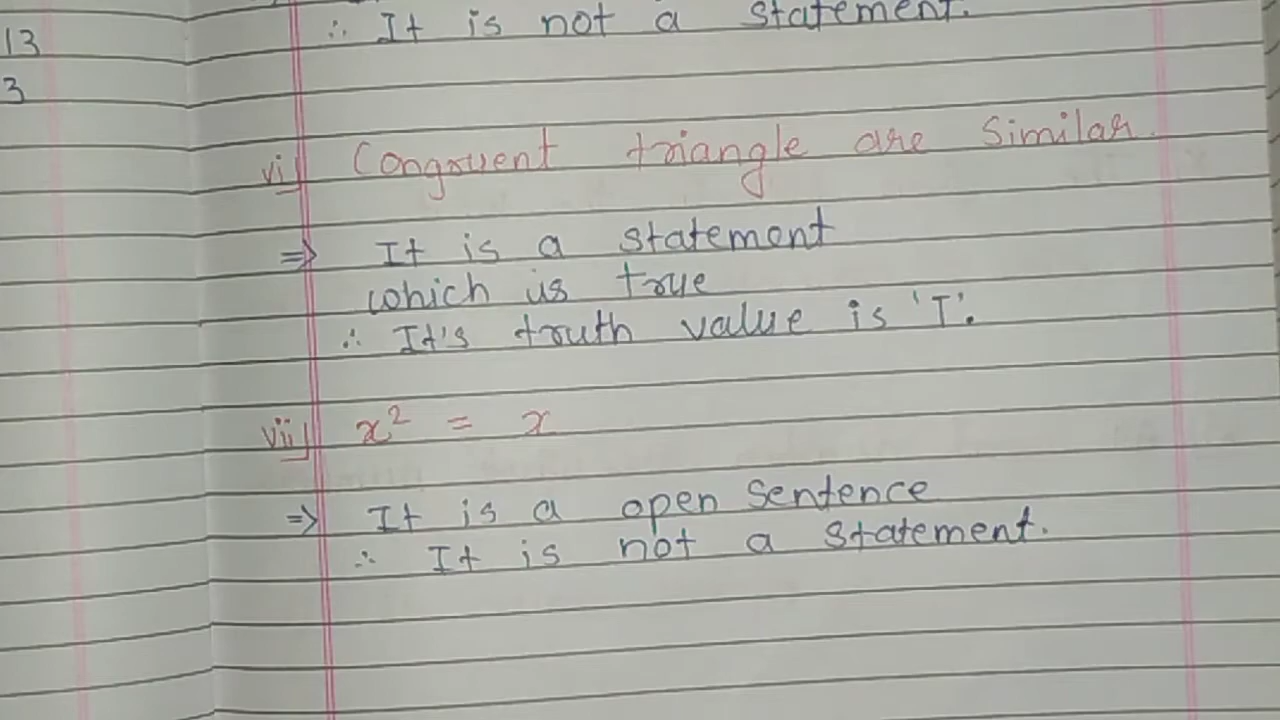 13
3
∴ It is not a statement.
vi) Congruent triangle are similar.
⇒ It is a statement
which is true
∴ It's truth value is 'T'.
vii) x² = x
⇒ It is a open sentence
∴ It is not a statement.